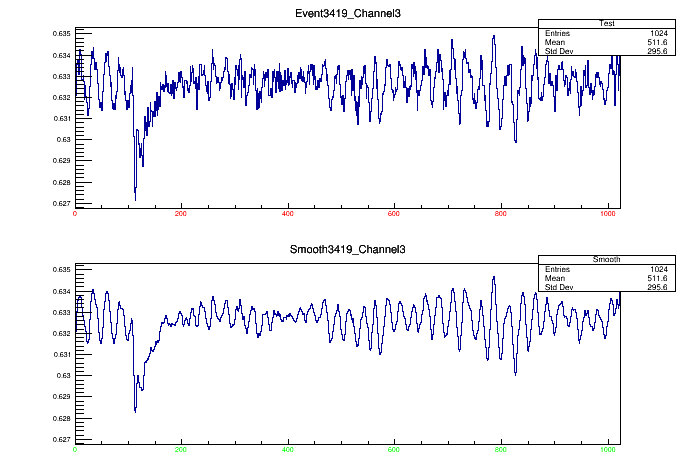 Event3419_Channel3
Test
Entries 1024
Mean 511.6
Std Dev 295.6
0.635
0.634
0.633
0.632
0.631
0.63
0.629
0.628
0.627
0 200 400 600 800 1000
Smooth3419_Channel3
Smooth
Entries 1024
Mean 511.6
Std Dev 295.6
0.635
0.634
0.633
0.632
0.631
0.63
0.629
0.628
0.627
0 200 400 600 800 1000